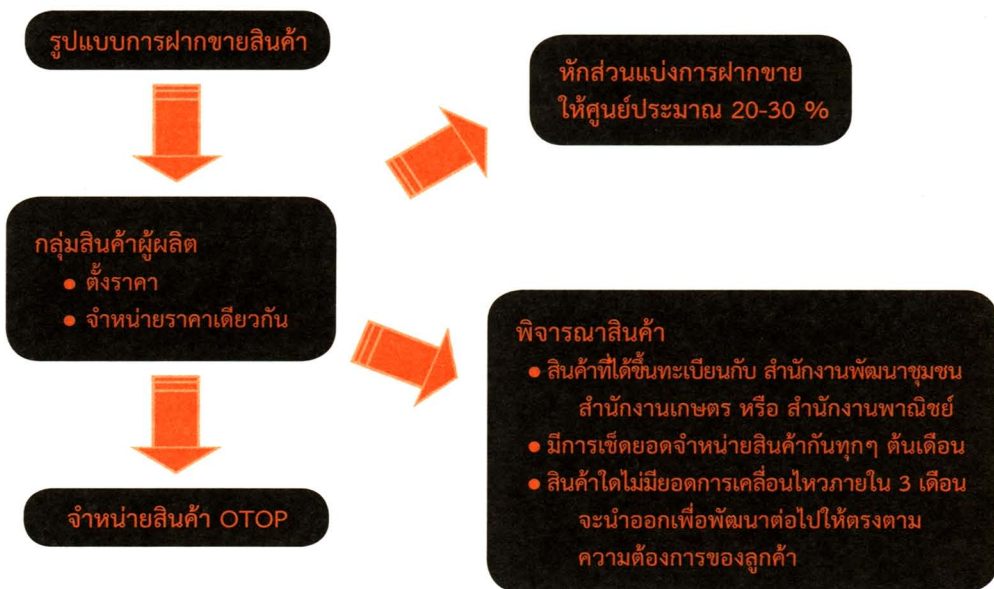 รูปแบบการฝากขายสินค้า
หักส่วนแบ่งการฝากขาย
ให้ศูนย์ประมาณ 20-30 %
กลุ่มสินค้าผู้ผลิต
● ตั้งราคา
● จำหน่ายราคาเดียวกัน
พิจารณาสินค้า
● สินค้าที่ได้ขึ้นทะเบียนกับ สำนักงานพัฒนาชุมชน
สำนักงานเกษตร หรือ สำนักงานพาณิชย์
● มีการเช็ดยอดจำหน่ายสินค้ากันทุกๆ ต้นเดือน
● สินค้าใดไม่มียอดการเคลื่อนไหวภายใน 3 เดือน
จะนำออกเพื่อพัฒนาต่อไปให้ตรงตาม
ความต้องการของลูกค้า
จำหน่ายสินค้า OTOP